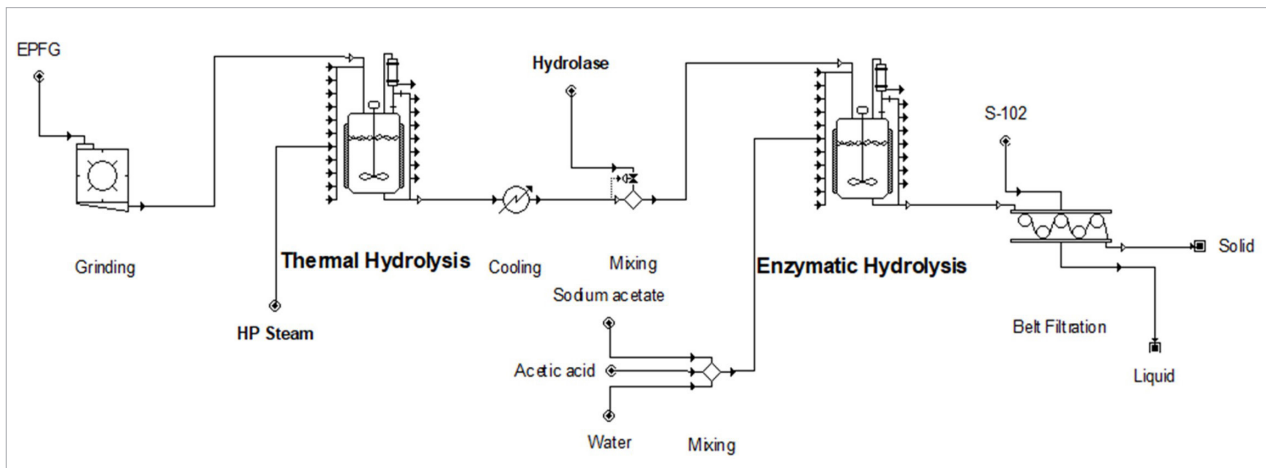 EPFG
Hydrolase
S-102
Grinding
Thermal Hydrolysis
Cooling
Mixing
Enzymatic Hydrolysis
Solid
Sodium acetate
HP Steam
Belt Filtration
Acetic acid
Liquid
Water
Mixing